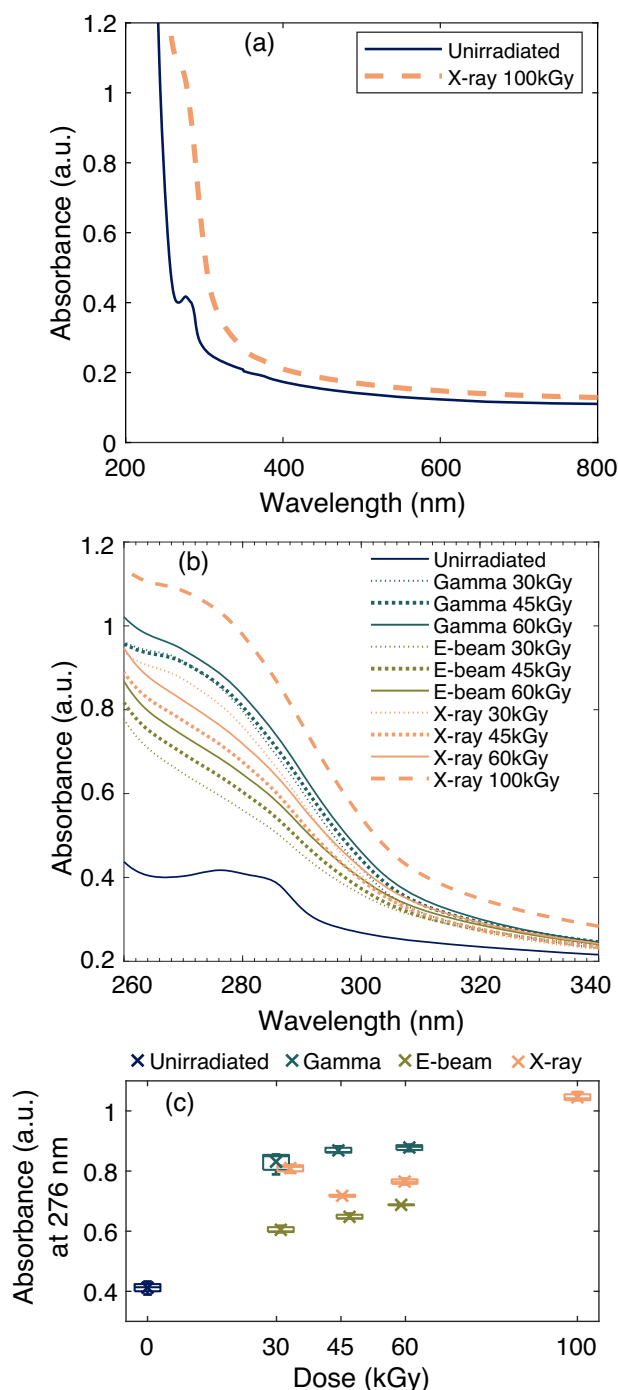 (a)
Unirradiated
X-ray 100kGy
1.2
1
0.8
0.6
0.4
0.2
0
Absorbance (a.u.)
200
400
600
800
Wavelength (nm)
(b)
Unirradiated
Gamma 30kGy
Gamma 45kGy
Gamma 60kGy
E-beam 30kGy
E-beam 45kGy
E-beam 60kGy
X-ray 30kGy
X-ray 45kGy
X-ray 60kGy
X-ray 100kGy
1.2
1
0.8
0.6
0.4
0.2
Absorbance (a.u.)
260
280
300
320
340
Wavelength (nm)
Unirradiated
Gamma
E-beam
X-ray
(c)
1
0.8
0.6
0.4
Absorbance (a.u.)
at 276 nm
0
30
45
60
100
Dose (kGy)